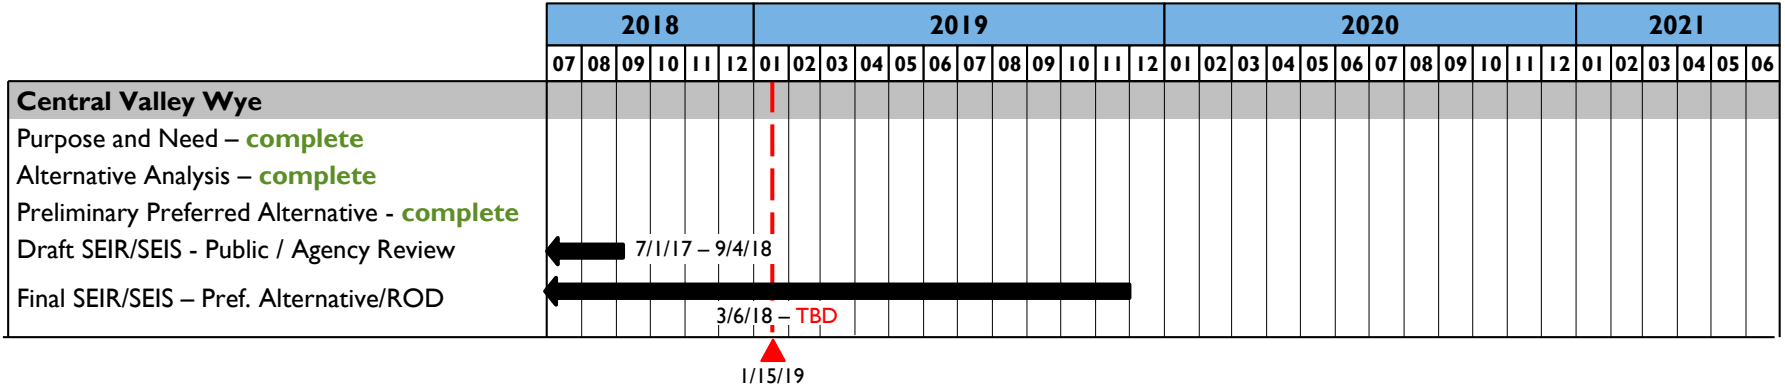 2018 2019 2020 2021
07 08 09 10 11 12 01 02 03 04 05 06 07 08 09 10 11 12 01 02 03 04 05 06 07 08 09 10 11 12 01 02 03 04 05 06
Central Valley Wye
Purpose and Need – complete
Alternative Analysis – complete
Preliminary Preferred Alternative - complete
Draft SEIR/SEIS - Public / Agency Review 7/1/17 – 9/4/18
Final SEIR/SEIS – Pref. Alternative/ROD
3/6/18 – TBD
1/15/19